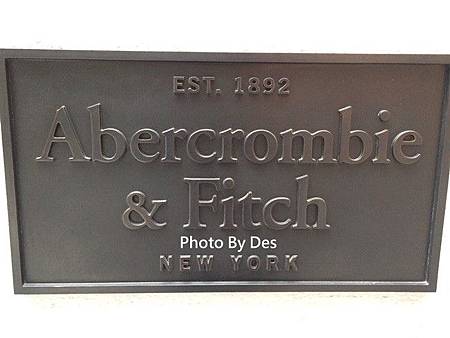 EST. 1892
Abercrombie
& Fitch
Photo By Des
NEW YORK